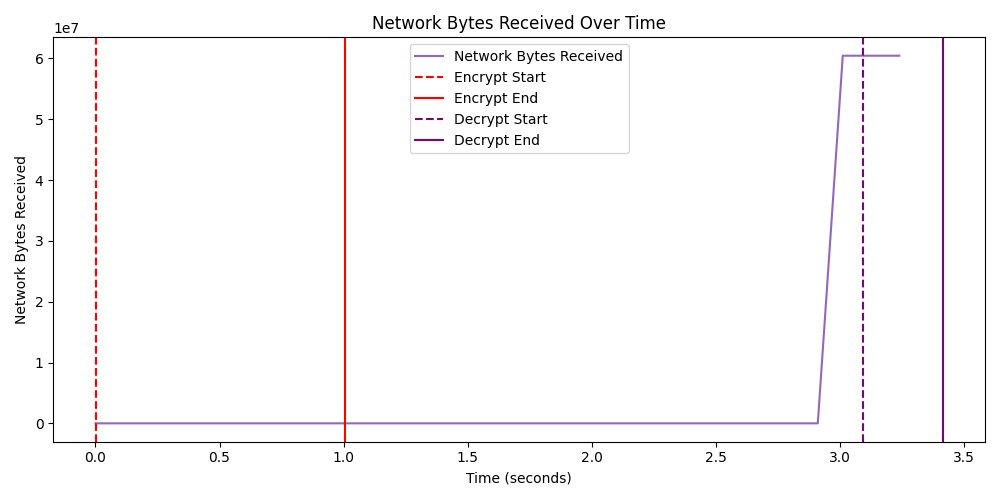 Network Bytes Received Over Time
1e7
Network Bytes Received
Encrypt Start
Encrypt End
Decrypt Start
Decrypt End
6
5
4
3
2
1
0
Network Bytes Received
0.0 0.5 1.0 1.5 2.0 2.5 3.0 3.5
Time (seconds)